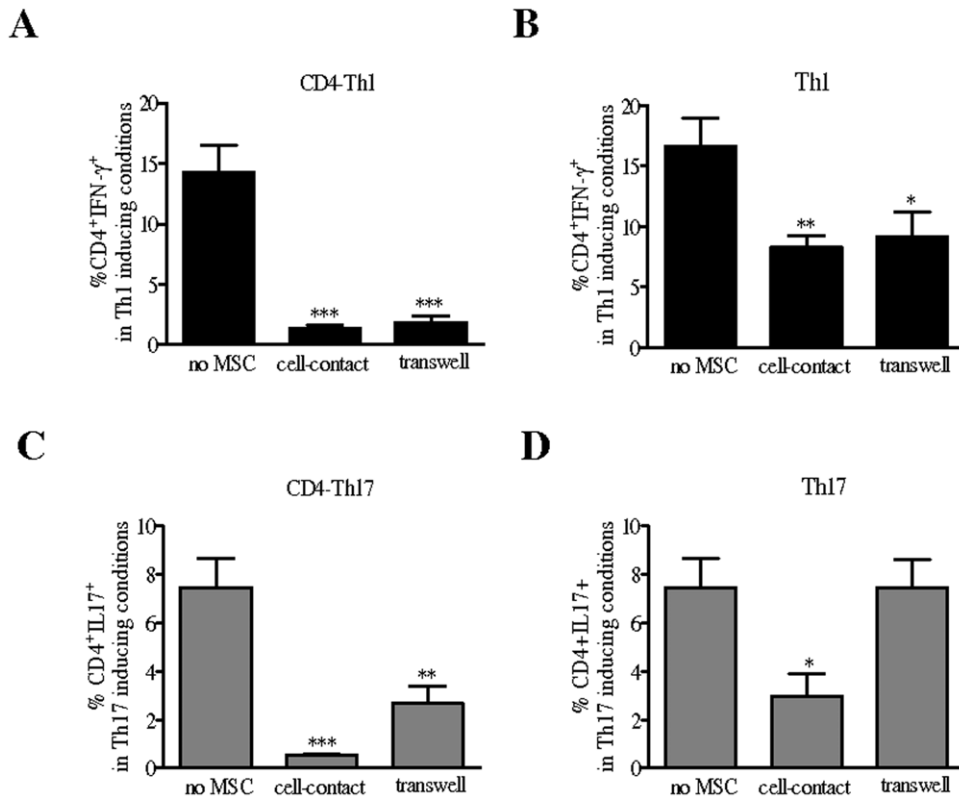 A
CD4-Th1
%CD4⁺IFN-γ⁺
in Th1 inducing conditions
20
15
10
5
0
***
***
no MSC cell-contact transwell
B
Th1
%CD4⁺IFN-γ⁺
in Th1 inducing conditions
20
15
10
5
0
**
*
no MSC cell-contact transwell
C
CD4-Th17
% CD4⁺IL17⁺
in Th17 inducing conditions
10
8
6
4
2
0
***
**
no MSC cell-contact transwell
D
Th17
% CD4+IL17+
in Th17 inducing conditions
10
8
6
4
2
0
*
no MSC cell-contact transwell